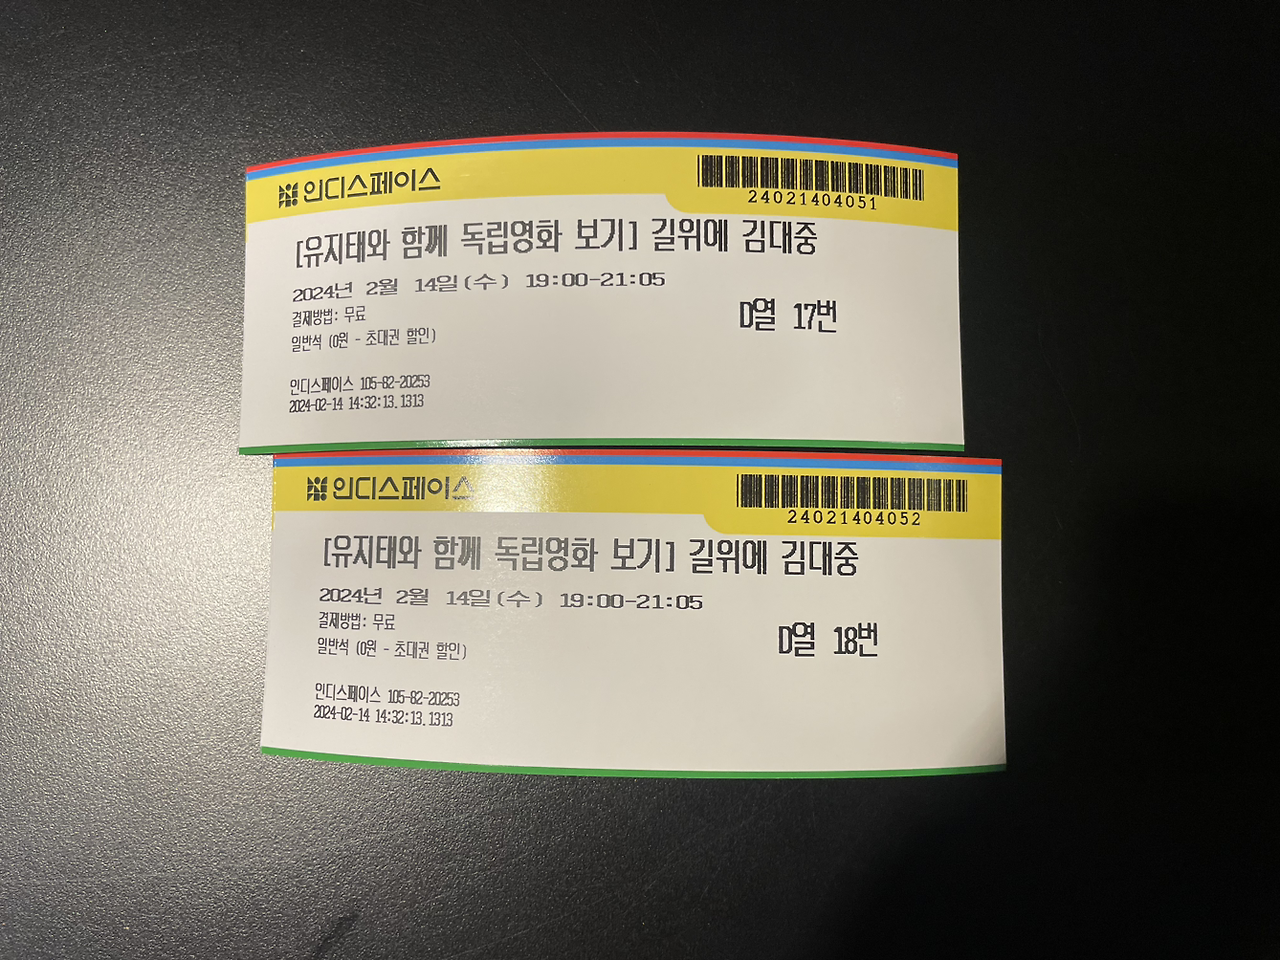 인디스페이스
24021404051
[유지태와 함께 독립영화 보기] 길위에 김대중
2024년 2월 14일(수) 19:00-21:05
결제방법: 무료
D열 17번
일반석 (0원 - 초대권 할인)
인디스페이스 105-82-20253
2024-02-14 14:32:13.1313
인디스페이스
24021404052
[유지태와 함께 독립영화 보기] 길위에 김대중
2024년 2월 14일(수) 19:00-21:05
결제방법: 무료
D열 18번
일반석 (0원 - 초대권 할인)
인디스페이스 105-82-20253
2024-02-14 14:32:13.1313